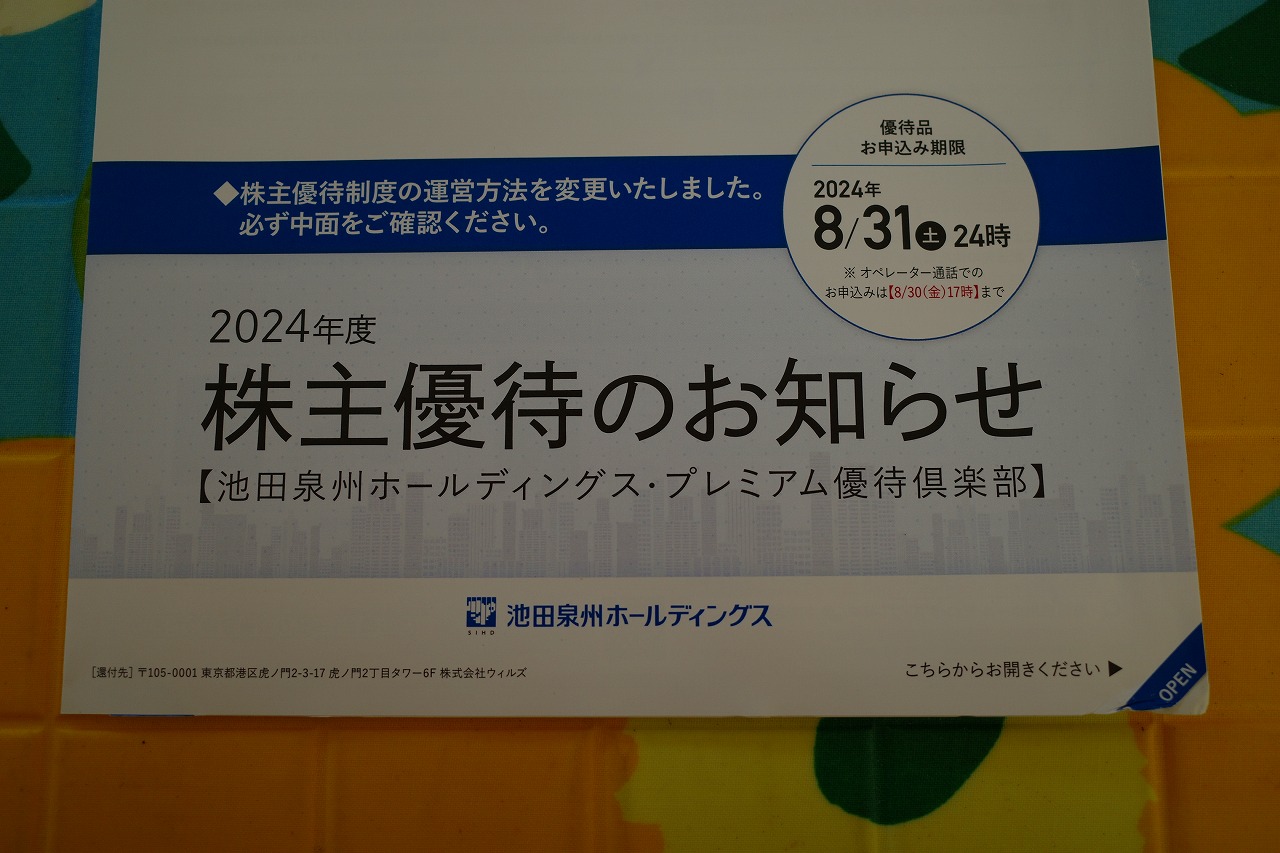 優待品
お申込み期限
2024年
8/31土 24時
※ オペレーター通話での
お申込みは【8/30(金)17時】まで
◆株主優待制度の運営方法を変更いたしました。
必ず中面をご確認ください。
2024年度
株主優待のお知らせ
【池田泉州ホールディングス・プレミアム優待倶楽部】
SIHD
池田泉州ホールディングス
[還付先] 〒105-0001 東京都港区虎ノ門2-3-17 虎ノ門2丁目タワー6F 株式会社ウィルズ
こちらからお開きください ▶
OPEN